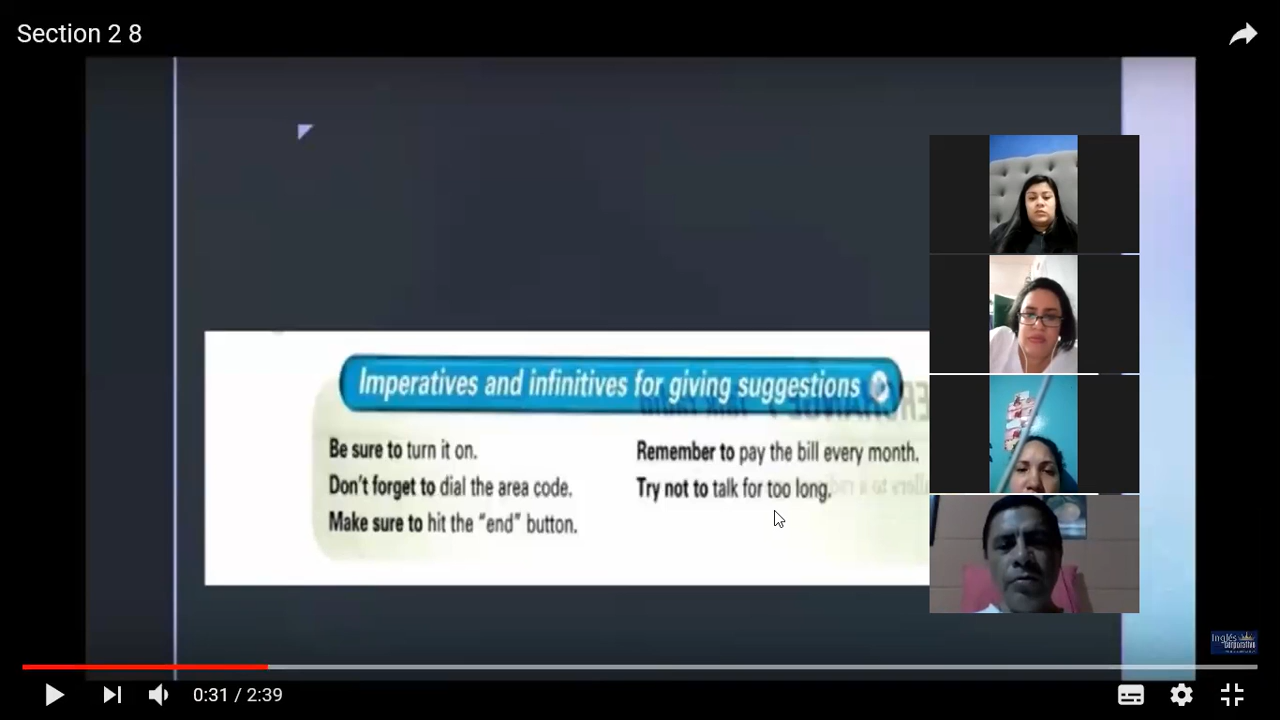 Section 2 8
Imperatives and infinitives for giving suggestions
Be sure to turn it on.
Don't forget to dial the area code.
Make sure to hit the "end" button.
Remember to pay the bill every month.
Try not to talk for too long.
Inglés
Corporativo
0:31 / 2:39